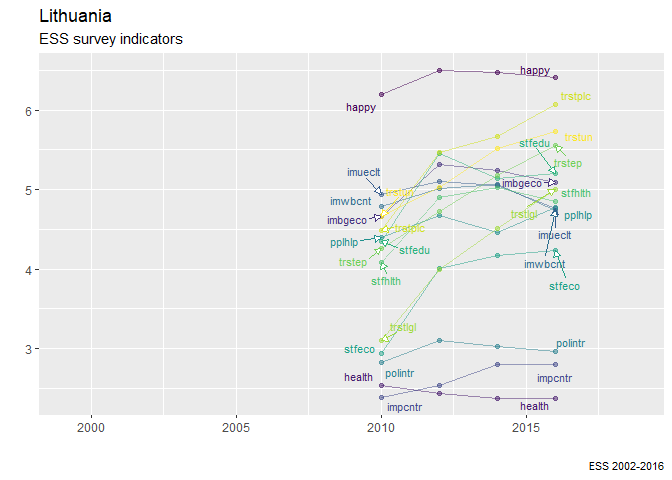 Lithuania
ESS survey indicators
happy
trstplc
happy
6
trstun
stfedu
trstep
imueclt
imbgeco
5
stfhlth
imwbcnt
imbgeco
trstlgl
pplhlp
trstplc
imueclt
pplhlp
stfedu
trstep
imwbcnt
4
stfhlth
stfeco
trstlgl
stfeco
polintr
3
polintr
health
impcntr
impcntr
health
2000
2005
2010
2015
ESS 2002-2016